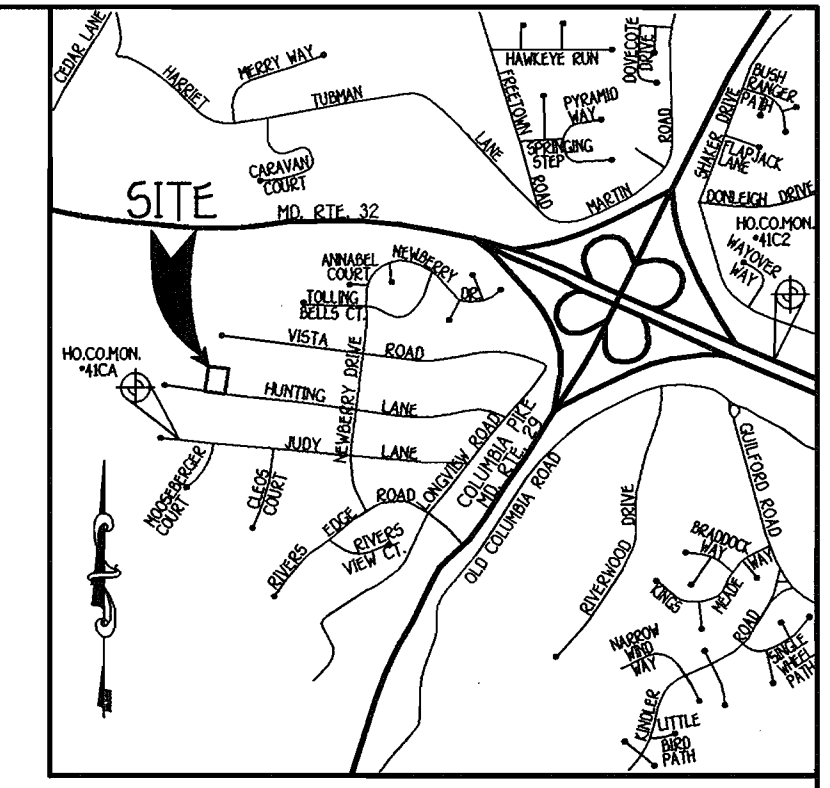 CEDAR LANE
HARRIET
MERRY WAY
TUBMAN
LANE
CARAVAN
COURT
HAWKEYE RUN
FREETOWN
ROAD
DOVECOTE
DRIVE
PYRAMID
WAY
SPRINGING
STEP
MARTIN
ROAD
SHAKER DRIVE
BUSH
RANGER
PATH
FLAPJACK
LANE
DONLEIGH DRIVE
HO.CO.MON.
*41C2
WAYOVER
WAY
SITE
MD. RTE. 32
ANNABEL
COURT
NEWBERRY
DR.
TOLLING
BELLS CT.
VISTA
ROAD
HO.CO.MON.
*41CA
HUNTING
LANE
NEWBERRY DRIVE
JUDY
LANE
LONGVIEW ROAD
COLUMBIA PIKE
MD. RTE. 29
OLD COLUMBIA ROAD
MOOSEBERGER
COURT
CLEOS
COURT
RIVERS
EDGE
ROAD
RIVERS
VIEW CT.
RIVERWOOD DRIVE
GUILFORD ROAD
BRADDOCK
WAY
KINGS
MEADE
WAY
NARROW
WIND
WAY
KINDLER
ROAD
SINGLE
WHEEL
PATH
LITTLE
BIRD
PATH